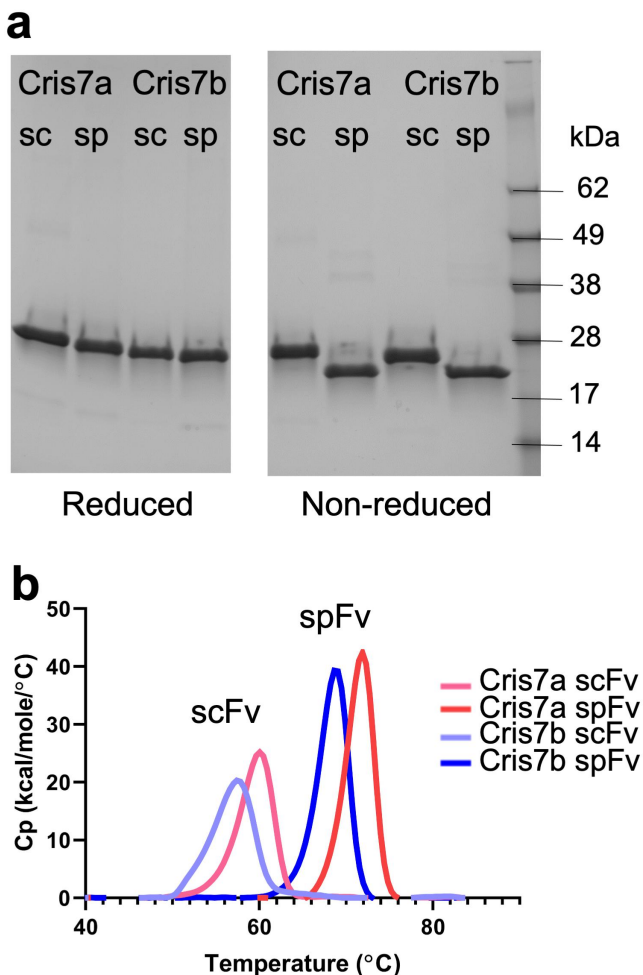 a
Cris7a Cris7b
sc sp sc sp
Cris7a Cris7b
sc sp sc sp
kDa
62
49
38
28
17
14
Reduced
Non-reduced
b
50
40
30
20
10
0
Cp (kcal/mole/°C)
scFv
spFv
Cris7a scFv
Cris7a spFv
Cris7b scFv
Cris7b spFv
40 60 80
Temperature (°C)